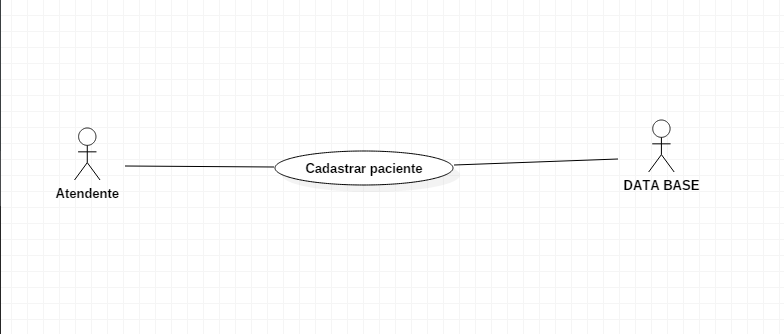 Cadastrar paciente
Atendente
DATA BASE